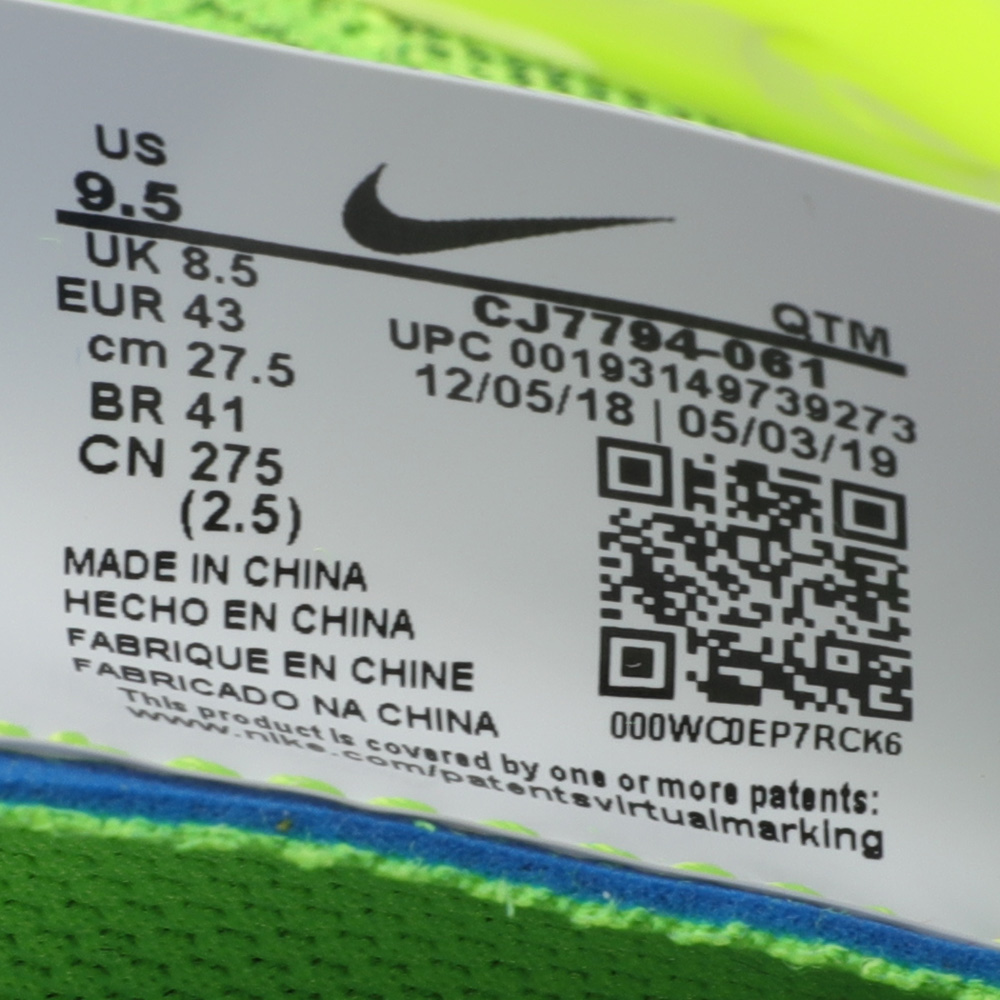 US
9.5
UK 8.5
EUR 43
cm 27.5
BR 41
CN 275
(2.5)
QTM
CJ7794-061
UPC 00193149739273
12/05/18 | 05/03/19
MADE IN CHINA
HECHO EN CHINA
FABRIQUE EN CHINE
FABRICADO NA CHINA
000WC0EP7RCK6
This product is covered by one or more patents:
www.nike.com/patentsvirtualmarking